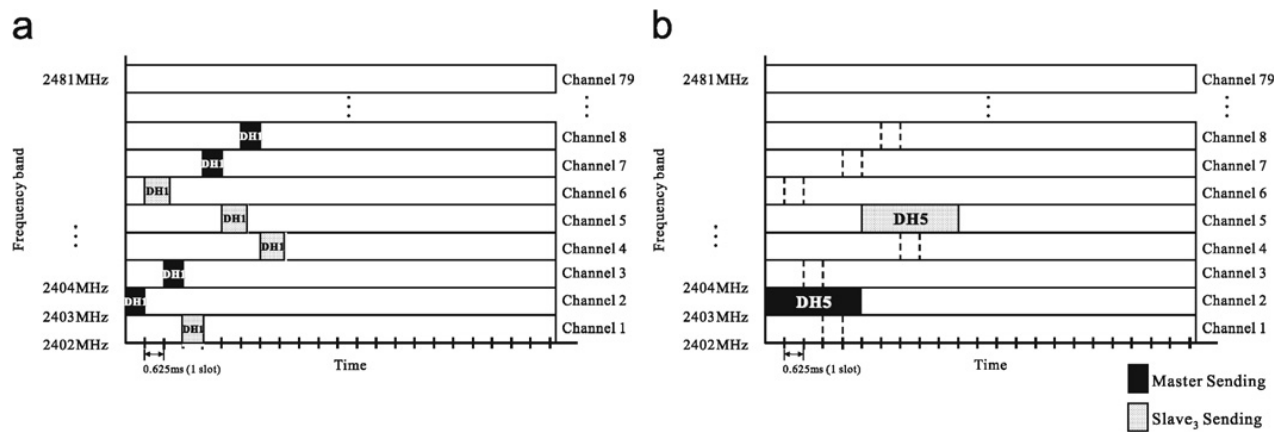 a
2481MHz
Channel 79
Channel 8
DH1
Channel 7
DH1
Channel 6
DH1
Channel 5
DH1
Channel 4
DH1
Channel 3
DH1
2404MHz
Channel 2
DH1
2403MHz
Channel 1
DH1
2402MHz
Frequency band
0.625ms (1 slot)
Time
b
2481MHz
Channel 79
Channel 8
Channel 7
Channel 6
Channel 5
DH5
Channel 4
Channel 3
2404MHz
Channel 2
DH5
2403MHz
Channel 1
2402MHz
Frequency band
0.625ms (1 slot)
Time
Master Sending
Slave3 Sending